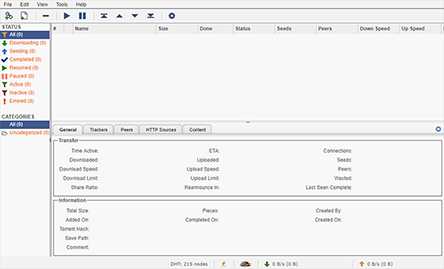 File Edit View Tools Help
STATUS
All (0)
Downloading (0)
Seeding (0)
Completed (0)
Resumed (0)
Paused (0)
Active (0)
Inactive (0)
Errored (0)
CATEGORIES
All (0)
Uncategorized (0)
# Name Size Done Status Seeds Peers Down Speed Up Speed
General Trackers Peers HTTP Sources Content
Transfer
Time Active: ETA: Connections:
Downloaded: Uploaded: Seeds:
Download Speed: Upload Speed: Peers:
Download Limit: Upload Limit: Wasted:
Share Ratio: Reannounce In: Last Seen Complete:
Information
Total Size: Pieces: Created By:
Added On: Completed On: Created On:
Torrent Hash:
Save Path:
Comment:
DHT: 215 nodes 0 B/s (0 B) 0 B/s (0 B)